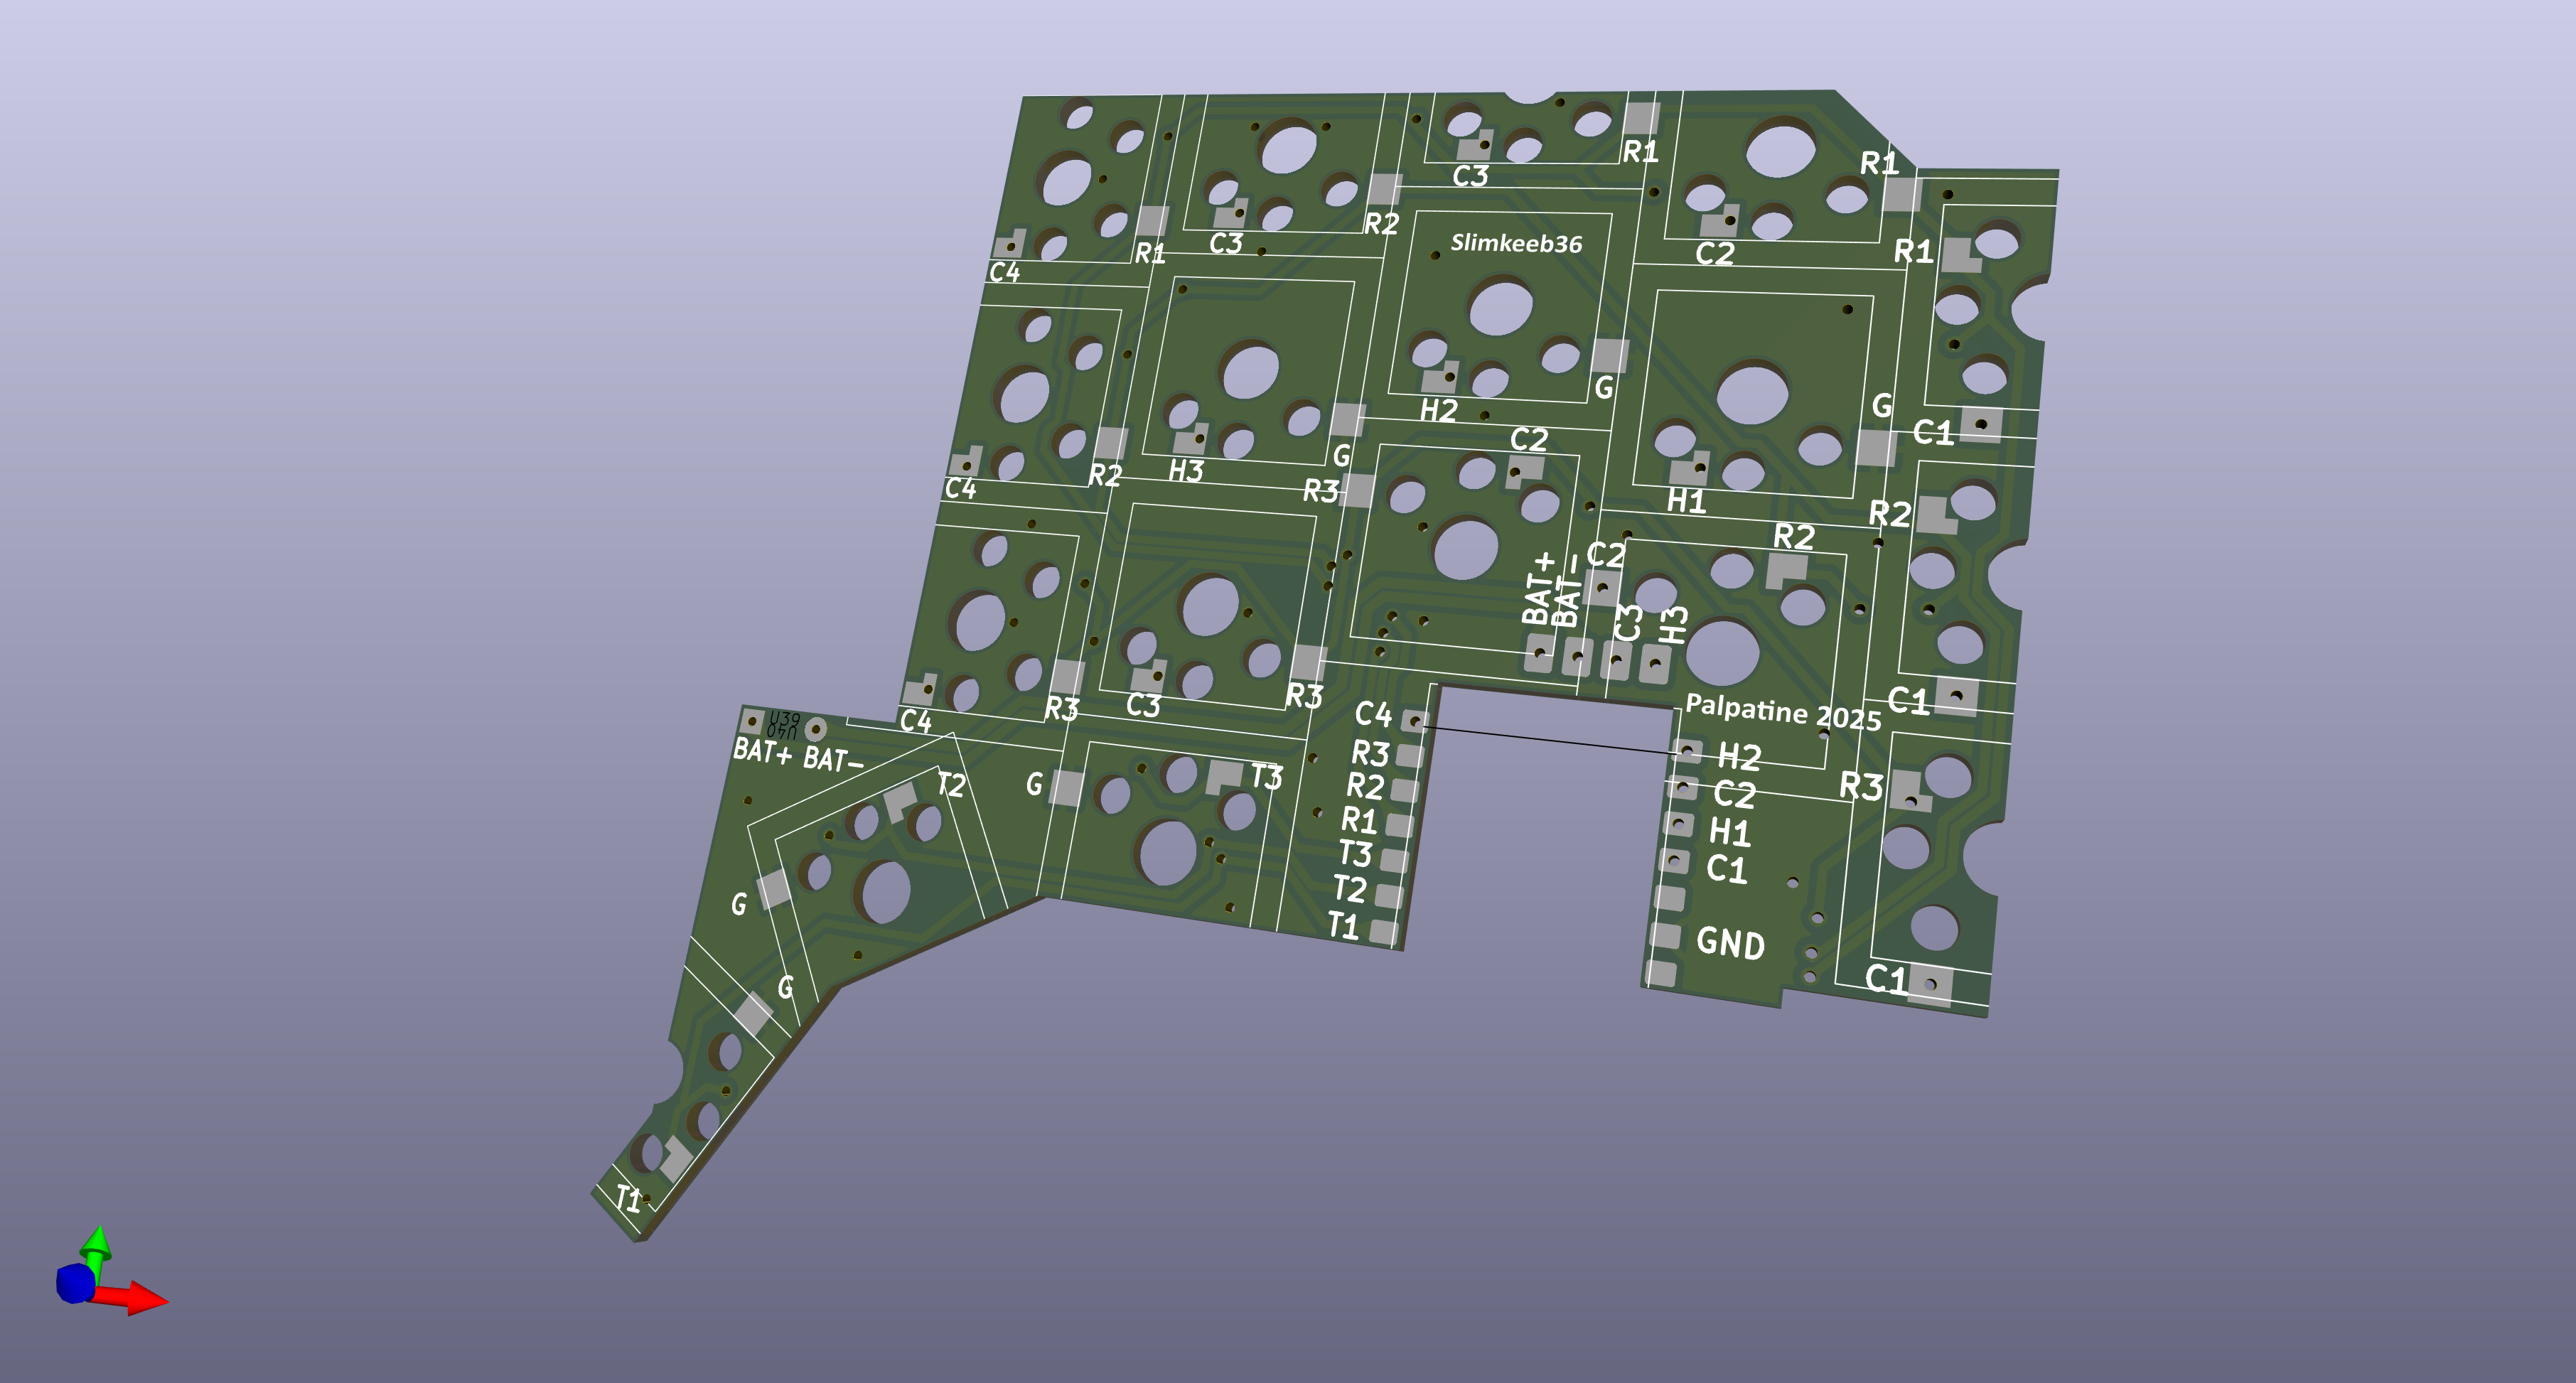 R1
C3
R1
C3
R2
C2
Slimkeeb36
R1
R1
C4
G
H2
G
C1
C2
G
H3
R2
R3
C4
H1
R2
R2
BAT+
BAT-
C2
C3
H3
C4
R3
C3
R3
C1
U39
U40
BAT+ BAT-
C4
R3
R2
R1
T3
T2
T1
Palpatine 2025
H2
C2
H1
C1
GND
R3
C1
T2
G
T3
G
G
T1